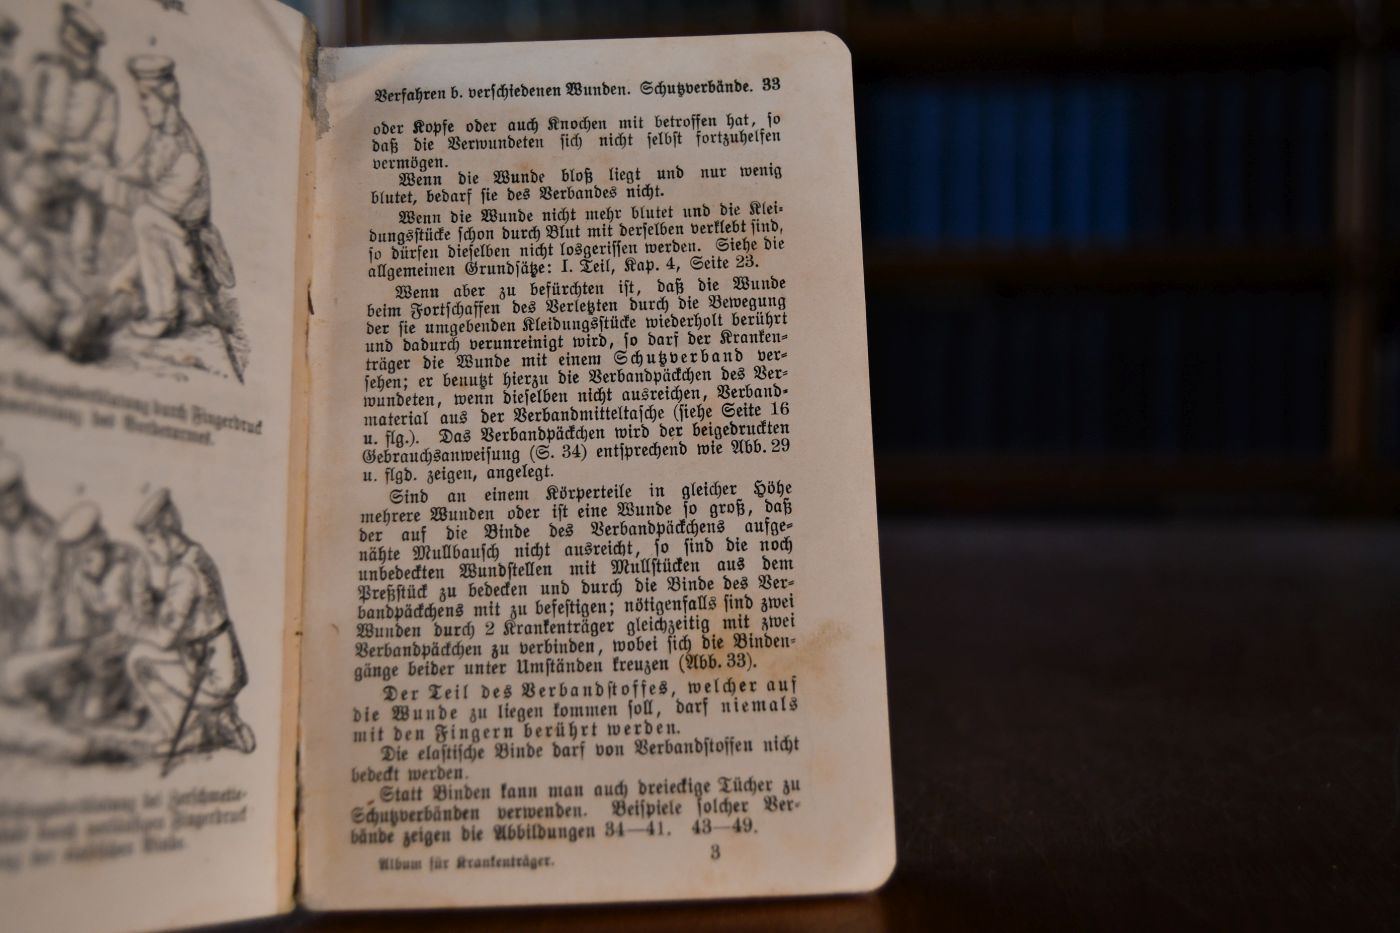 durch Fingerdruck
des Vorderarmes.
bei Zerschmette-
Fingerdruck
der elastischen Binde.
Verfahren b. verschiedenen Wunden. Schutzverbände. 33
oder Kopfe oder auch Knochen mit betroffen hat, so
daß die Verwundeten sich nicht selbst fortzuhelfen
vermögen.
Wenn die Wunde bloß liegt und nur wenig
blutet, bedarf sie des Verbandes nicht.
Wenn die Wunde nicht mehr blutet und die Klei-
dungsstücke schon durch Blut mit derselben verklebt sind,
so dürfen dieselben nicht losgerissen werden. Siehe die
allgemeinen Grundsätze: I. Teil, Kap. 4, Seite 23.
Wenn aber zu befürchten ist, daß die Wunde
beim Fortschaffen des Verletzten durch die Bewegung
der sie umgebenden Kleidungsstücke wiederholt berührt
und dadurch verunreinigt wird, so darf der Kranken-
träger die Wunde mit einem Schutzverband ver-
sehen; er benutzt hierzu die Verbandpäckchen des Ver-
wundeten, wenn dieselben nicht ausreichen, Verband-
material aus der Verbandmitteltasche (siehe Seite 16
u. flg.). Das Verbandpäckchen wird der beigedruckten
Gebrauchsanweisung (S. 34) entsprechend wie Abb. 29
u. flgd. zeigen, angelegt.
Sind an einem Körperteile in gleicher Höhe
mehrere Wunden oder ist eine Wunde so groß, daß
der auf die Binde des Verbandpäckchens aufge-
nähte Mullbausch nicht ausreicht, so sind die noch
unbedeckten Wundstellen mit Mullstücken aus dem
Preßstück zu bedecken und durch die Binde des Ver-
bandpäckchens mit zu befestigen; nötigenfalls sind zwei
Wunden durch 2 Krankenträger gleichzeitig mit zwei
Verbandpäckchen zu verbinden, wobei sich die Binden-
gänge beider unter Umständen kreuzen (Abb. 33).
Der Teil des Verbandstoffes, welcher auf
die Wunde zu liegen kommen soll, darf niemals
mit den Fingern berührt werden.
Die elastische Binde darf von Verbandstoffen nicht
bedeckt werden.
Statt Binden kann man auch dreieckige Tücher zu
Schutzverbänden verwenden. Beispiele solcher Ver-
bände zeigen die Abbildungen 34—41. 43—49.
Album für Krankenträger. 3